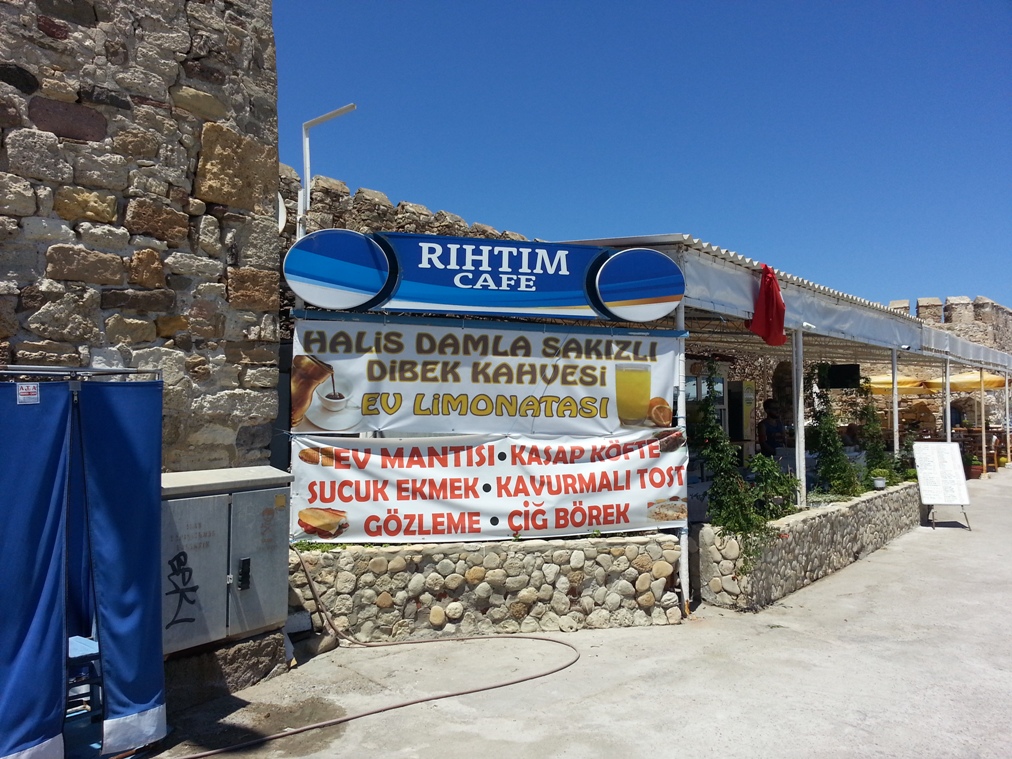 RIHTIM
CAFE
HALİS DAMLA SAKIZLI
DİBEK KAHVESİ
EV LİMONATASI
EV MANTISI • KASAP KÖFTE
SUCUK EKMEK • KAVURMALI TOST
GÖZLEME • ÇİĞ BÖREK